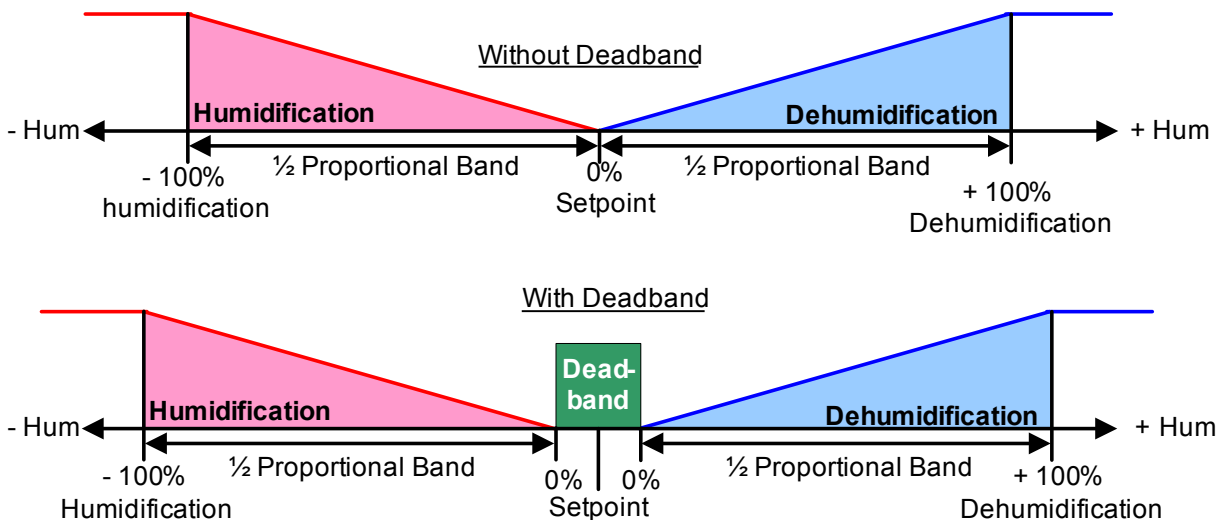 Without Deadband
Humidification
Dehumidification
- Hum
+ Hum
½ Proportional Band
½ Proportional Band
- 100%
humidification
0%
Setpoint
+ 100%
Dehumidification
With Deadband
Dead-
band
Humidification
Dehumidification
- Hum
+ Hum
½ Proportional Band
½ Proportional Band
- 100%
Humidification
0%
0%
Setpoint
+ 100%
Dehumidification